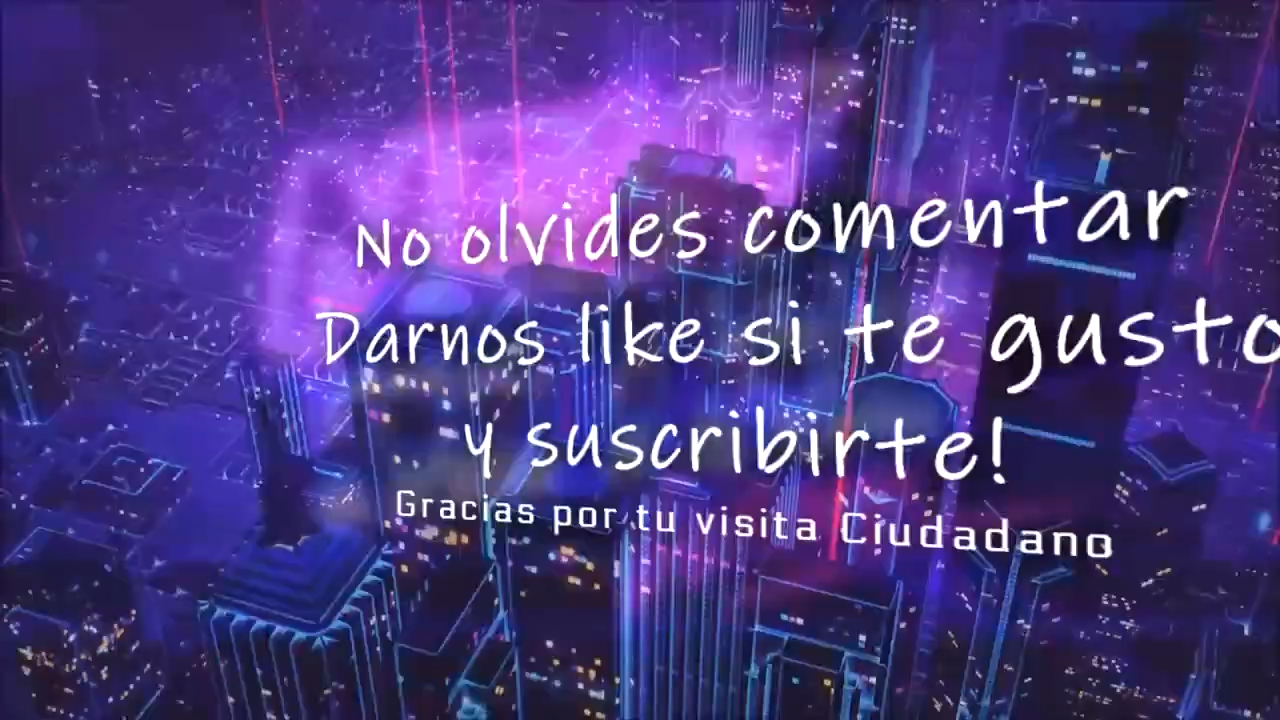 No olvides comentar
Darnos like si te gusto
y suscribirte!
Gracias por tu visita Ciudadano